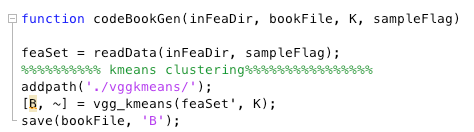 function codeBookGen(inFeaDir, bookFile, K, sampleFlag)
feaSet = readData(inFeaDir, sampleFlag);
%%%%%%%%%% kmeans clustering%%%%%%%%%%%%%%%%
addpath('./vggkmeans/');
[B, ~] = vgg_kmeans(feaSet', K);
save(bookFile, 'B');